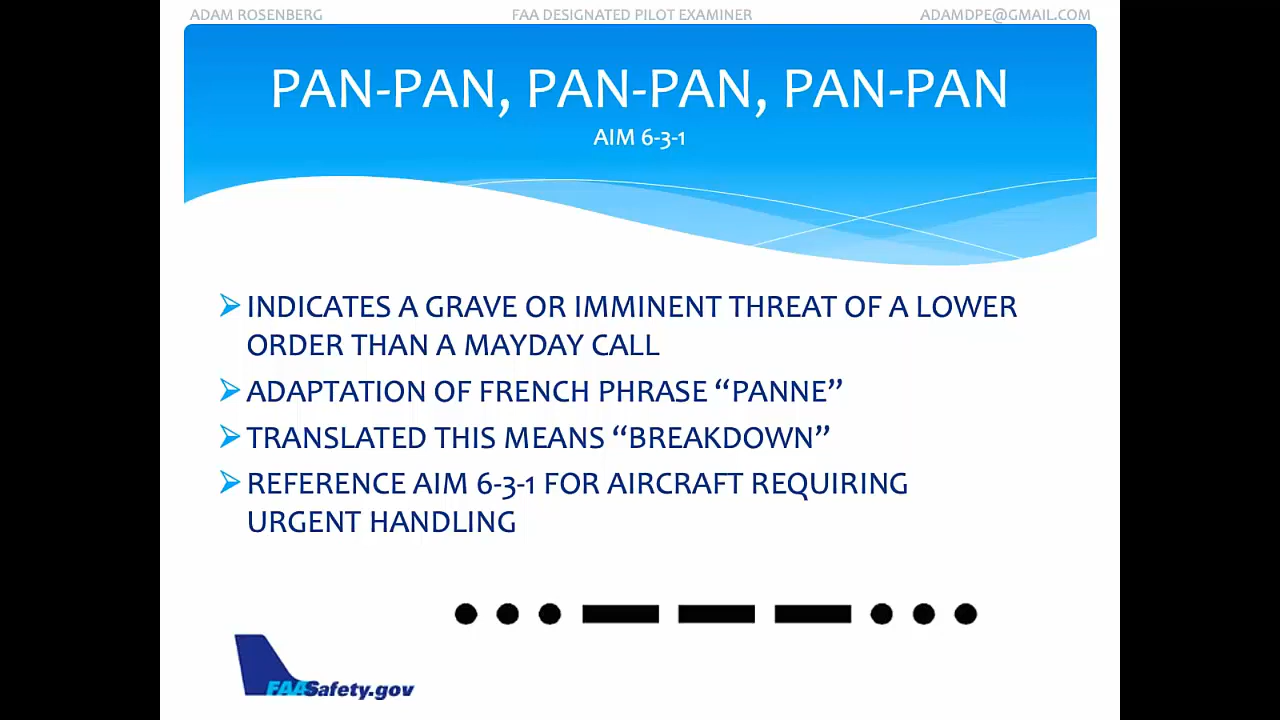 ADAM ROSENBERG
FAA DESIGNATED PILOT EXAMINER
ADAMDPE@GMAIL.COM
PAN-PAN, PAN-PAN, PAN-PAN
AIM 6-3-1
INDICATES A GRAVE OR IMMINENT THREAT OF A LOWER
ORDER THAN A MAYDAY CALL
ADAPTATION OF FRENCH PHRASE “PANNE”
TRANSLATED THIS MEANS “BREAKDOWN”
REFERENCE AIM 6-3-1 FOR AIRCRAFT REQUIRING
URGENT HANDLING
FAASafety.gov